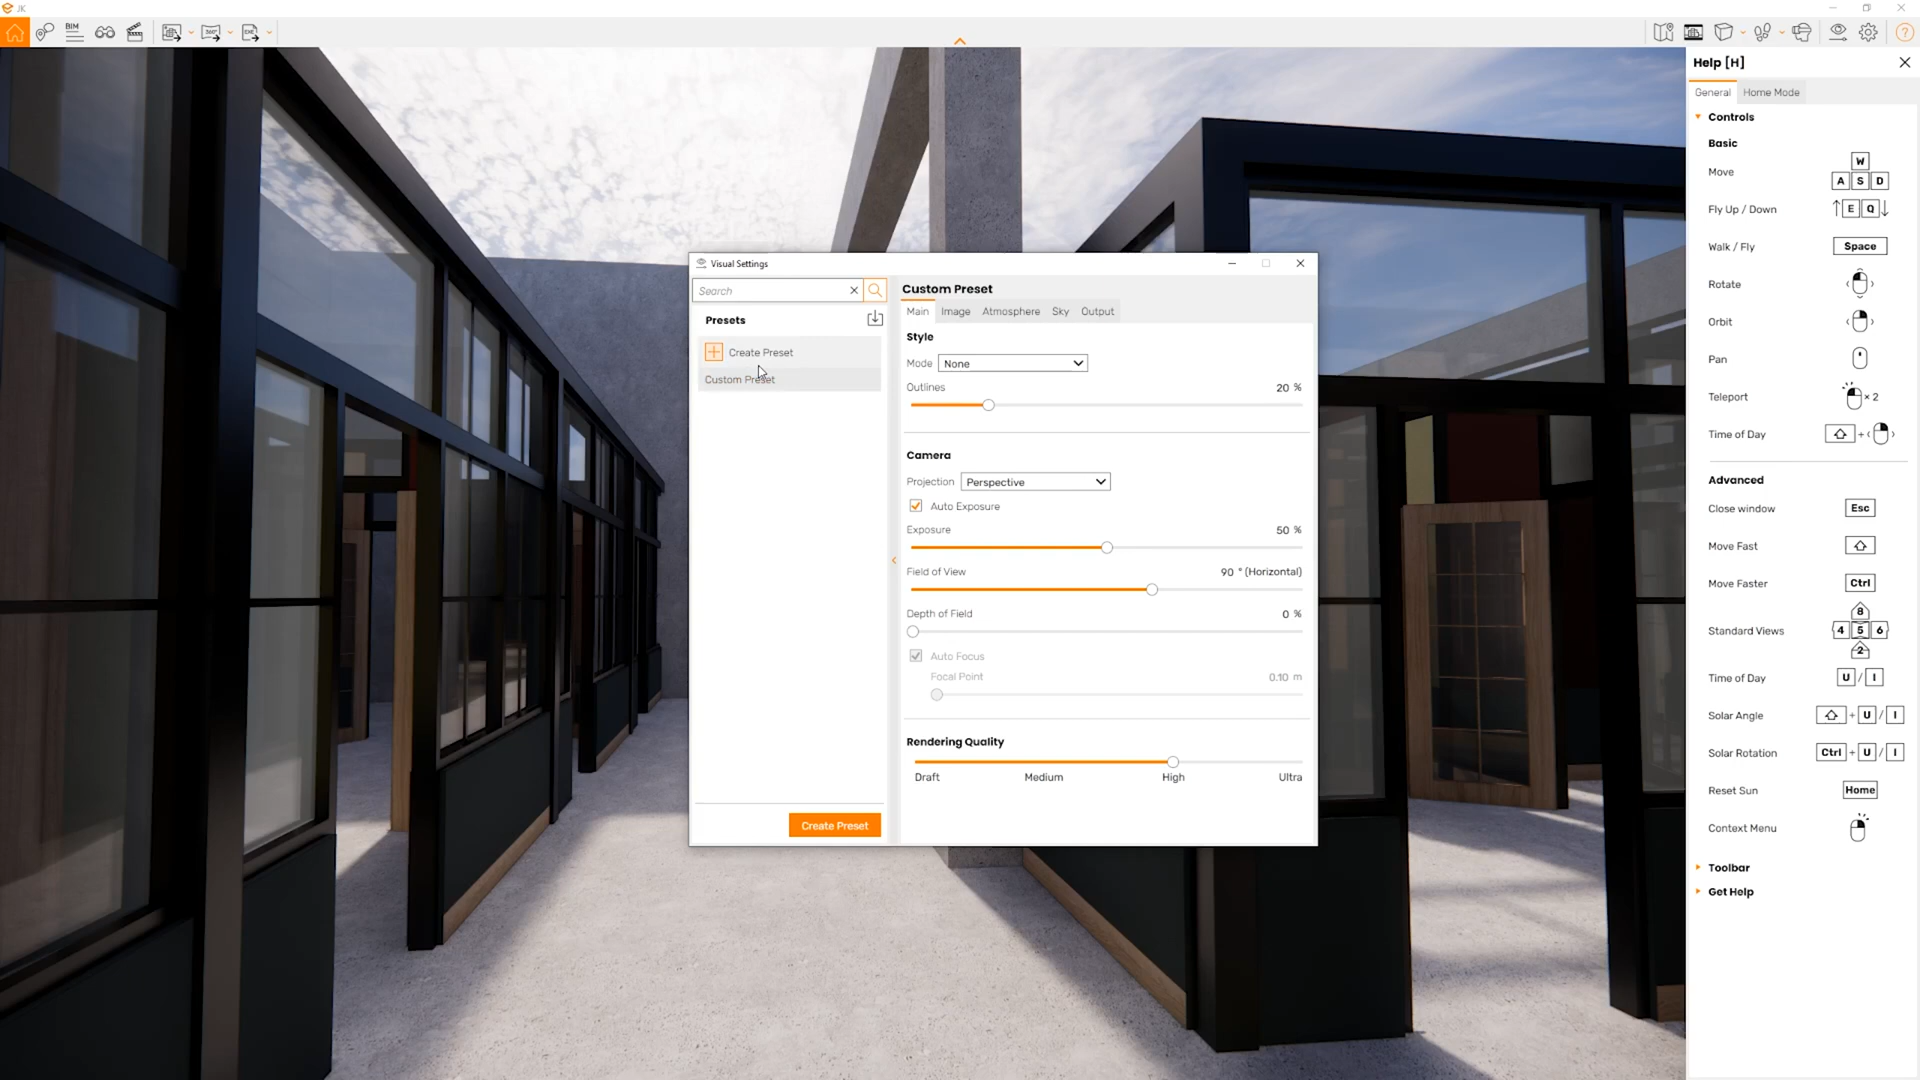 JK
BIM
360°
EXE
?
Visual Settings
Search
Presets
Create Preset
Custom Preset
Create Preset
Custom Preset
Main Image Atmosphere Sky Output
Style
Mode None
Outlines 20 %
Camera
Projection Perspective
Auto Exposure
Exposure 50 %
Field of View 90 ° (Horizontal)
Depth of Field 0 %
Auto Focus
Focal Point 0.10 m
Rendering Quality
Draft Medium High Ultra
Help [H]
General Home Mode
Controls
Basic
W
Move A S D
Fly Up / Down E Q
Walk / Fly Space
Rotate
Orbit
Pan
Teleport × 2
Time of Day +
Advanced
Close window Esc
Move Fast
Move Faster Ctrl
8
Standard Views 4 5 6
2
Time of Day U / I
Solar Angle + U / I
Solar Rotation Ctrl + U / I
Reset Sun Home
Context Menu
Toolbar
Get Help